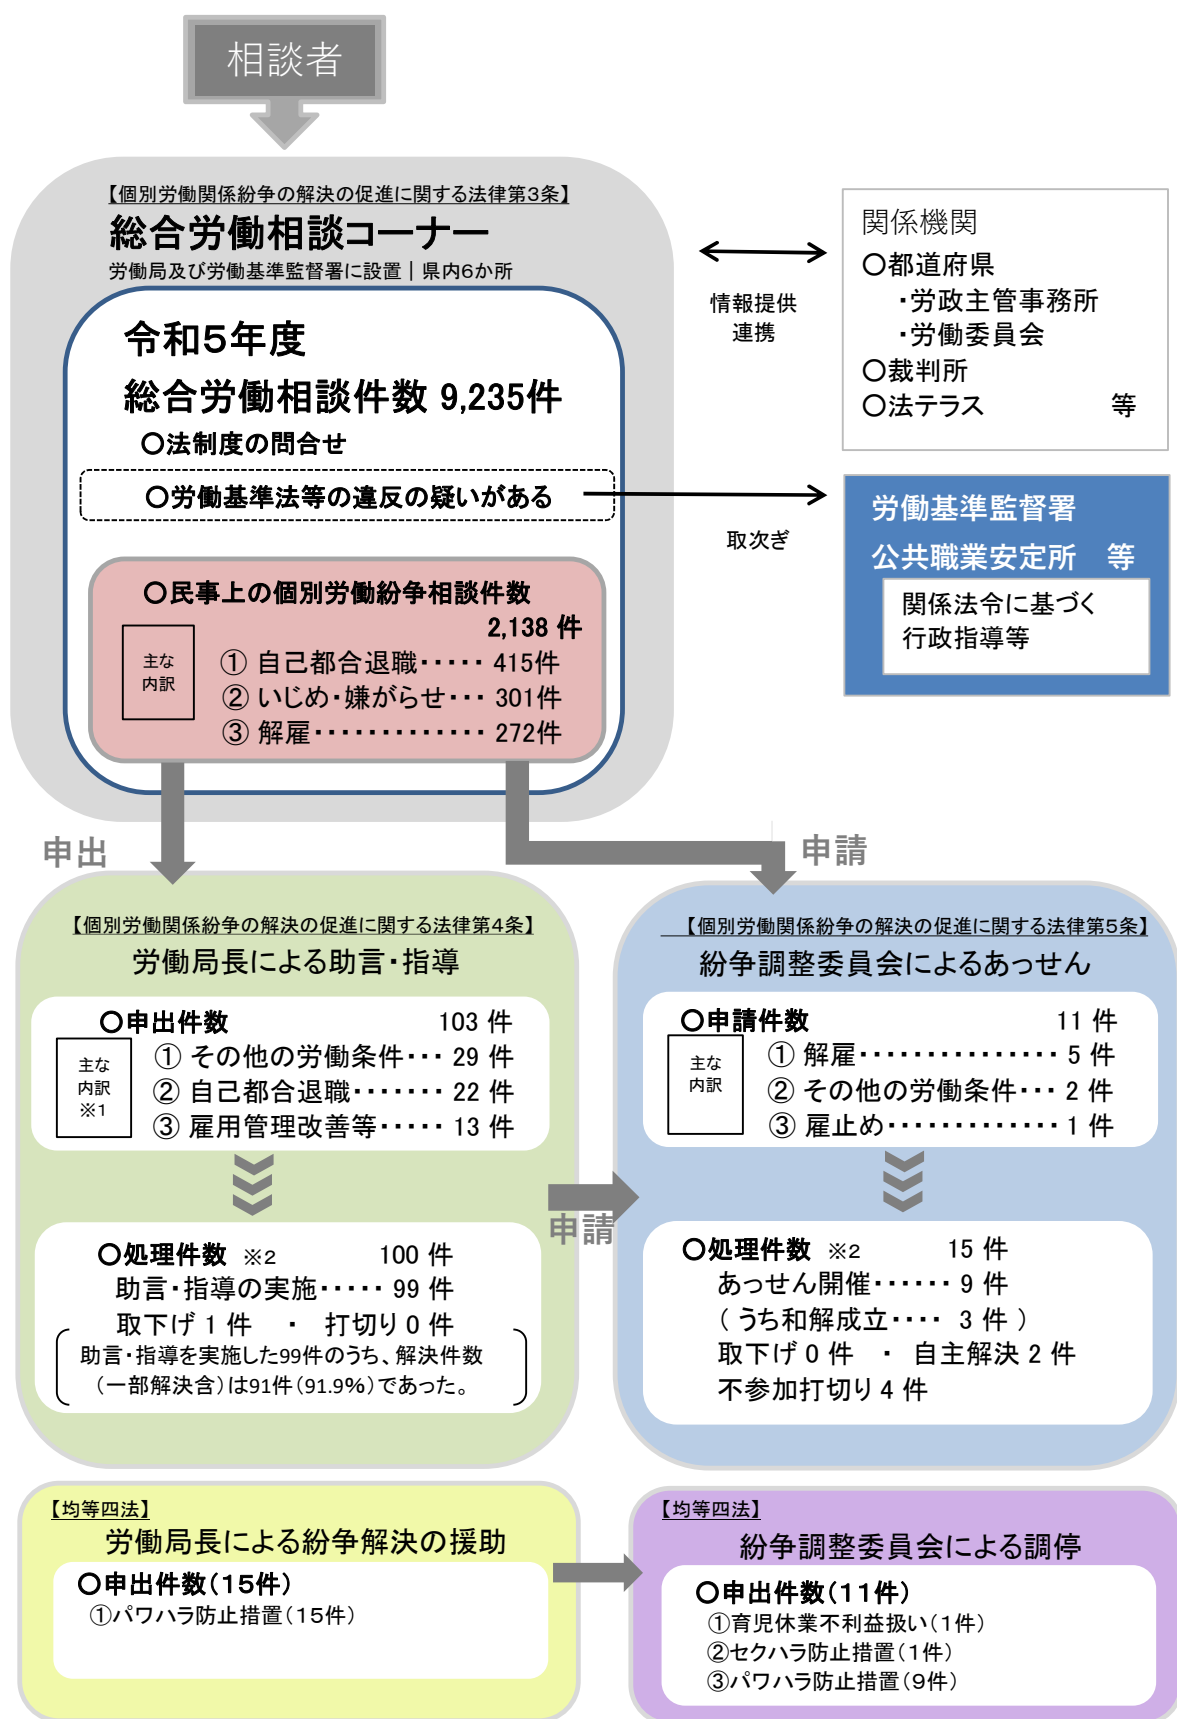 相談者
【個別労働関係紛争の解決の促進に関する法律第3条】
総合労働相談コーナー
労働局及び労働基準監督署に設置｜県内6か所
令和5年度
総合労働相談件数 9,235件
○法制度の問合せ
○労働基準法等の違反の疑いがある
○民事上の個別労働紛争相談件数
2,138 件
主な
内訳
① 自己都合退職・・・・・ 415件
② いじめ・嫌がらせ・・・ 301件
③ 解雇・・・・・・・・・・・・・ 272件
情報提供
連携
関係機関
○都道府県
・労政主管事務所
・労働委員会
○裁判所
○法テラス 等
取次ぎ
労働基準監督署
公共職業安定所 等
関係法令に基づく
行政指導等
申出
申請
【個別労働関係紛争の解決の促進に関する法律第4条】
労働局長による助言・指導
○申出件数 103 件
主な
内訳
※1
① その他の労働条件・・・ 29 件
② 自己都合退職・・・・・・・ 22 件
③ 雇用管理改善等・・・・・ 13 件
○処理件数 ※2 100 件
助言・指導の実施・・・・・ 99 件
取下げ 1 件 ・ 打切り 0 件
助言・指導を実施した99件のうち、解決件数
（一部解決含）は91件（91.9%）であった。
申請
【個別労働関係紛争の解決の促進に関する法律第5条】
紛争調整委員会によるあっせん
○申請件数 11 件
主な
内訳
① 解雇・・・・・・・・・・・・・・・ 5 件
② その他の労働条件・・・ 2 件
③ 雇止め・・・・・・・・・・・・・ 1 件
○処理件数 ※2 15 件
あっせん開催・・・・・・ 9 件
（ うち和解成立・・・・ 3 件 ）
取下げ 0 件 ・ 自主解決 2 件
不参加打切り 4 件
【均等四法】
労働局長による紛争解決の援助
○申出件数（15件）
①パワハラ防止措置（15件）
【均等四法】
紛争調整委員会による調停
○申出件数（11件）
①育児休業不利益扱い（1件）
②セクハラ防止措置（1件）
③パワハラ防止措置（9件）